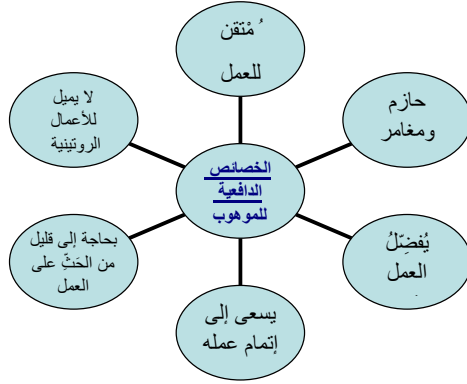 مُتْقن
للعمل
حازم
ومغامر
يُفضِّلُ
العمل
يسعى إلى
إتمام عمله
بحاجة إلى قليل
من الحَثِّ على
العمل
لا يميل
للأعمال
الروتينية
الخصائص
الدافعية
للموهوب